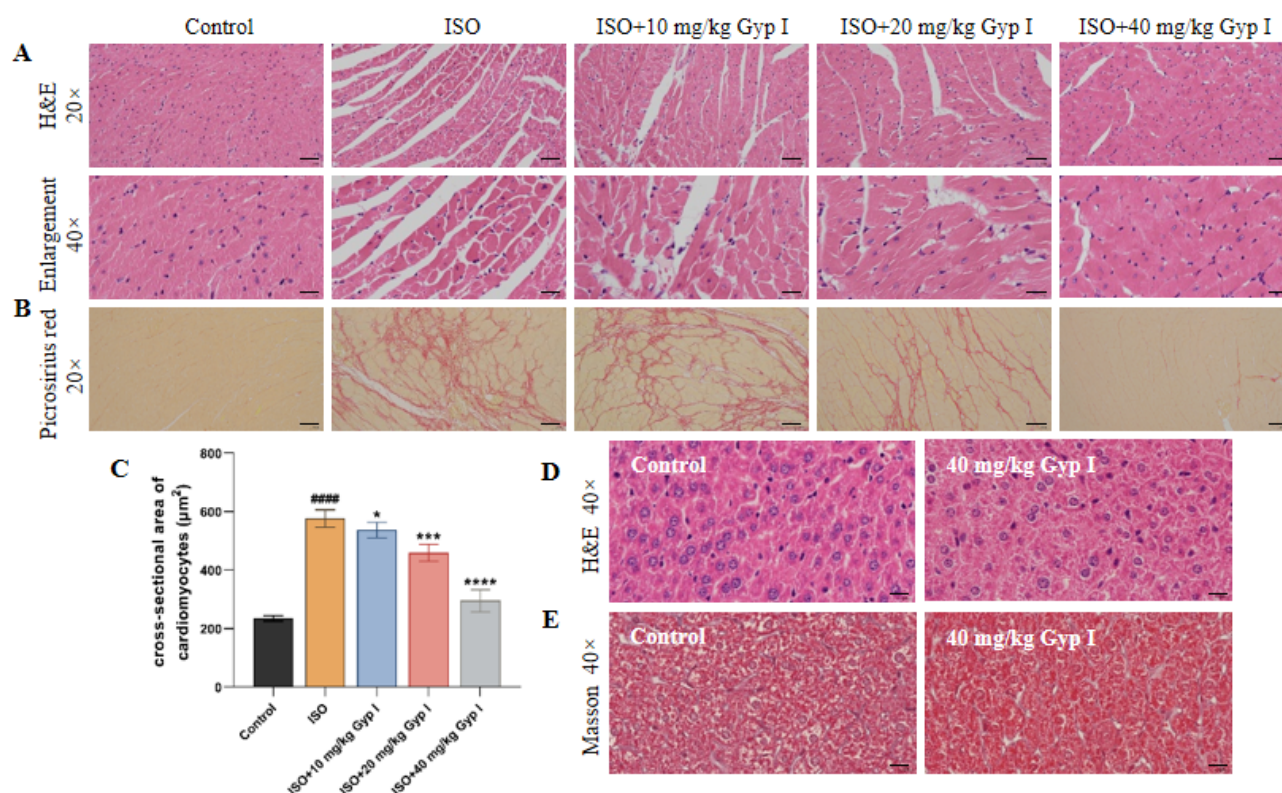 Control ISO ISO+10 mg/kg Gyp I ISO+20 mg/kg Gyp I ISO+40 mg/kg Gyp I
A
H&E
20×
Enlargement
40×
B
Picrosirius red
20×
C
cross-sectional area of
cardiomyocytes (μm²)
800
600
400
200
0
####
*
***
****
Control
ISO
ISO+10 mg/kg Gyp I
ISO+20 mg/kg Gyp I
ISO+40 mg/kg Gyp I
D
H&E 40×
Control
40 mg/kg Gyp I
E
Masson 40×
Control
40 mg/kg Gyp I